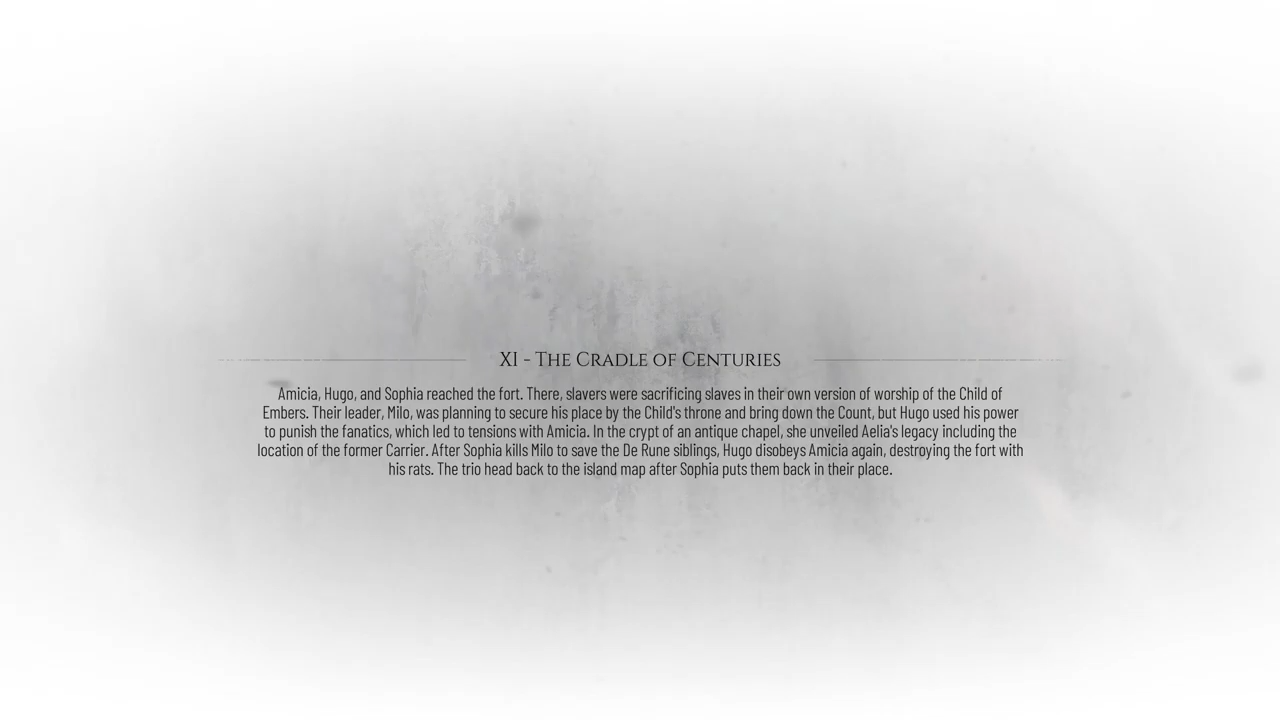 XI - The Cradle of Centuries
Amicia, Hugo, and Sophia reached the fort. There, slavers were sacrificing slaves in their own version of worship of the Child of
Embers. Their leader, Milo, was planning to secure his place by the Child's throne and bring down the Count, but Hugo used his power
to punish the fanatics, which led to tensions with Amicia. In the crypt of an antique chapel, she unveiled Aelia's legacy including the
location of the former Carrier. After Sophia kills Milo to save the De Rune siblings, Hugo disobeys Amicia again, destroying the fort with
his rats. The trio head back to the island map after Sophia puts them back in their place.